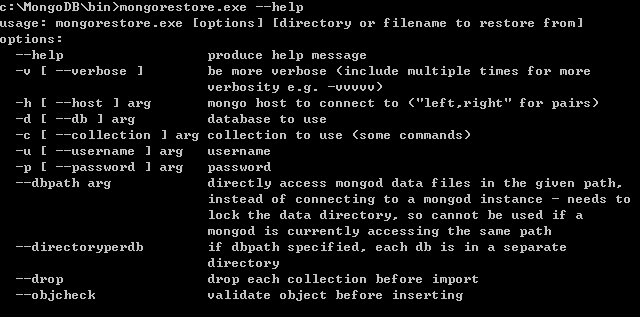 c:\MongoDB\bin>mongorestore.exe --help
usage: mongorestore.exe [options] [directory or filename to restore from]
options:
  --help                  produce help message
  -v [ --verbose ]        be more verbose (include multiple times for more
                          verbosity e.g. -vvvvv)
  -h [ --host ] arg       mongo host to connect to ("left,right" for pairs)
  -d [ --db ] arg         database to use
  -c [ --collection ] arg collection to use (some commands)
  -u [ --username ] arg   username
  -p [ --password ] arg   password
  --dbpath arg            directly access mongod data files in the given path,
                          instead of connecting to a mongod instance - needs to
                          lock the data directory, so cannot be used if a
                          mongod is currently accessing the same path
  --directoryperdb        if dbpath specified, each db is in a separate
                          directory
  --drop                  drop each collection before import
  --objcheck              validate object before inserting